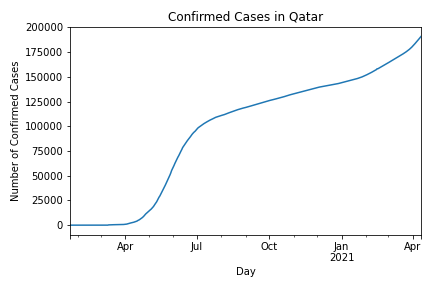 Confirmed Cases in Qatar
Number of Confirmed Cases
200000
175000
150000
125000
100000
75000
50000
25000
0
Apr
Jul
Oct
Jan
2021
Apr
Day